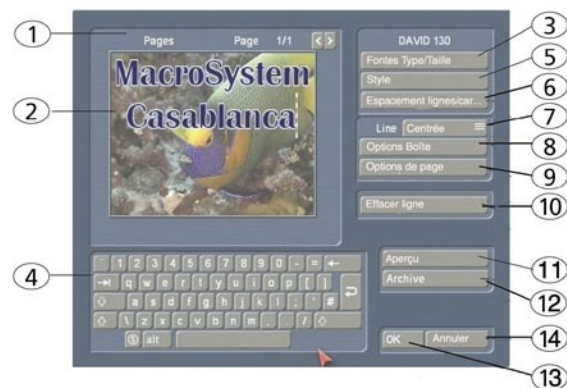 1
Pages Page 1/1 < >
2
MacroSystem
Casablanca
DAVID 130
Fontes Type/Taille
3
Style
5
Espacement lignes/car...
6
Line Centrée
7
Options Boîte
8
Options de page
9
Effacer ligne
10
4
` 1 2 3 4 5 6 7 8 9 0 - = ←
q w e r t y u i o p [ ]
a s d f g h j k l ; ' #
\ z x c v b n m , . /
alt
Aperçu
11
Archive
12
OK Annuler
13
14